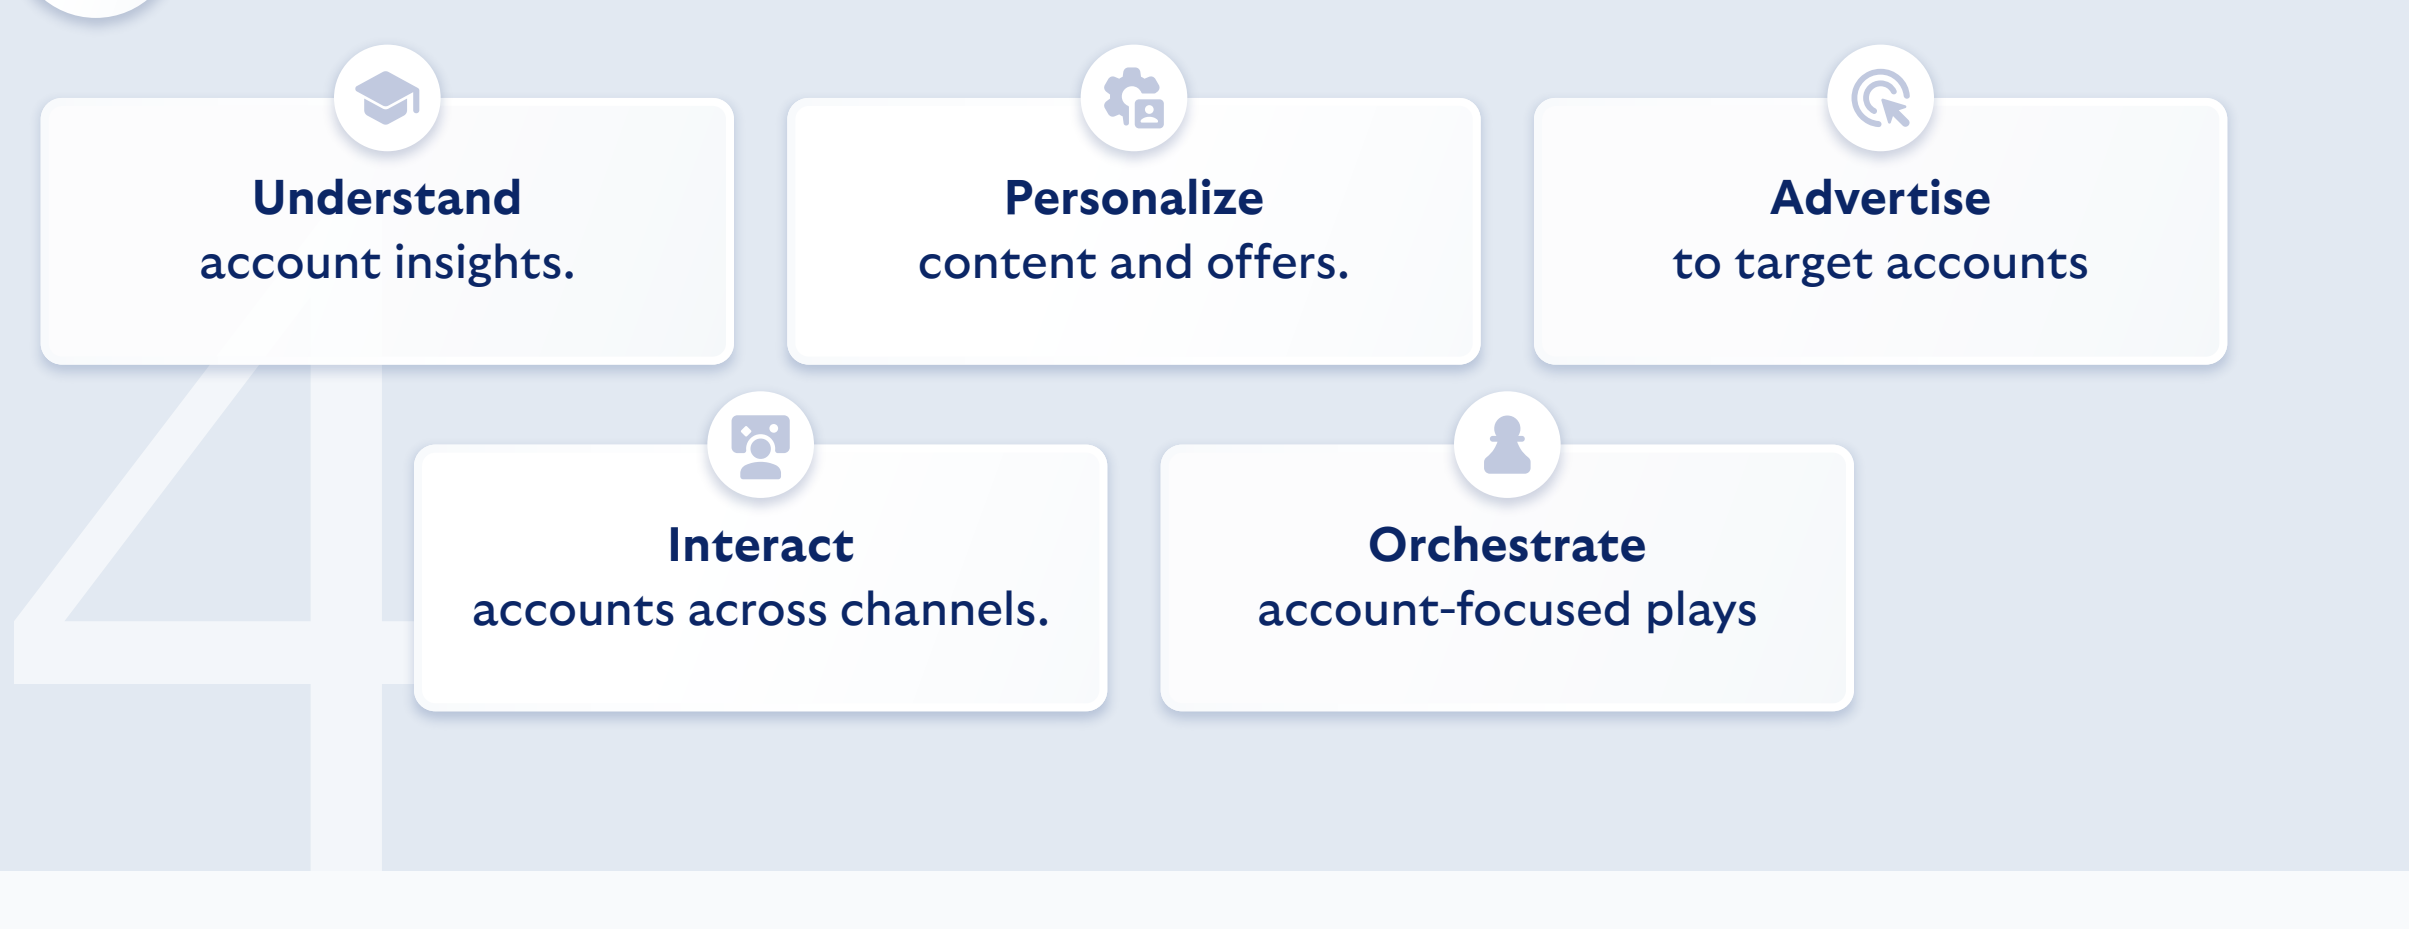 Understand
account insights.
Personalize
content and offers.
Advertise
to target accounts
4
Interact
accounts across channels.
Orchestrate
account-focused plays